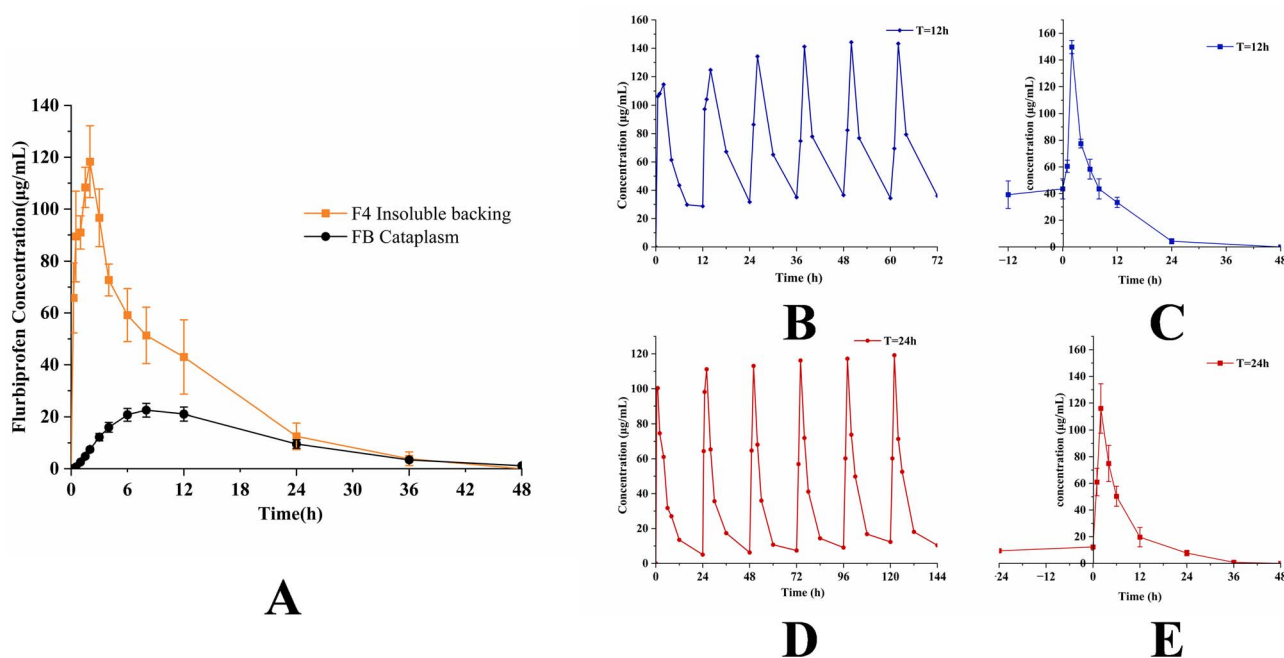 A
Flurbiprofen Concentration(μg/mL)
140
120
100
80
60
40
20
0
F4 Insoluble backing
FB Cataplasm
0 6 12 18 24 30 36 42 48
Time(h)
A
Concentration (μg/mL)
160
140
120
100
80
60
40
20
0
T=12h
0 12 24 36 48 60 72
Time (h)
B
concentration (μg/mL)
160
140
120
100
80
60
40
20
0
T=12h
−12 0 12 24 36 48
Time (h)
C
Concentration (μg/mL)
120
100
80
60
40
20
0
T=24h
0 24 48 72 96 120 144
Time (h)
D
concentration (μg/mL)
160
140
120
100
80
60
40
20
0
T=24h
-24 −12 0 12 24 36 48
Time (h)
E